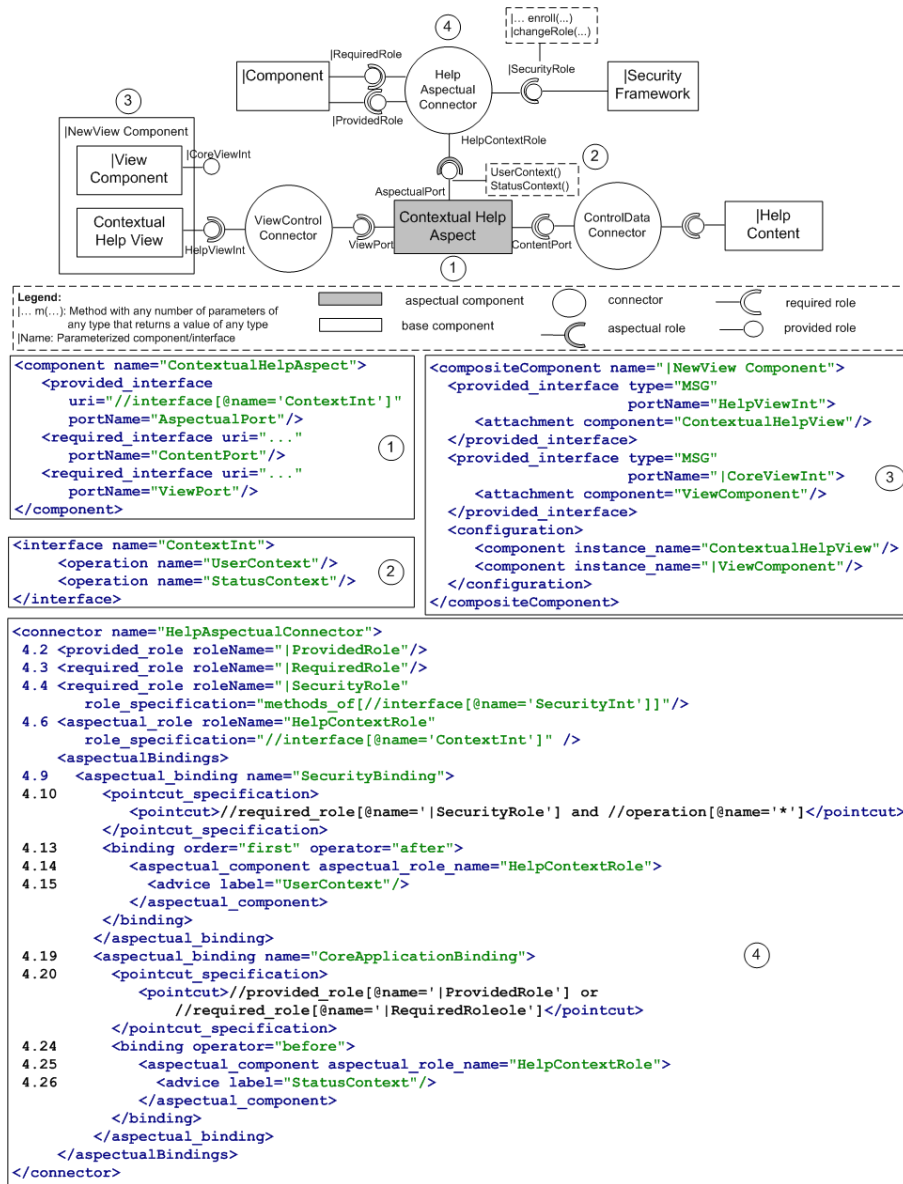 4
|... enroll(...)
|changeRole(...)
|RequiredRole
|Component
Help
Aspectual
Connector
|SecurityRole
|Security
Framework
|ProvidedRole
3
|NewView Component
|CoreViewInt
|View
Component
HelpContextRole
2
UserContext()
StatusContext()
AspectualPort
Contextual
Help View
HelpViewInt
ViewControl
Connector
ViewPort
Contextual Help
Aspect
ContentPort
ControlData
Connector
|Help
Content
1
Legend:
|... m(...): Method with any number of parameters of
any type that returns a value of any type
|Name: Parameterized component/interface
aspectual component
base component
connector
aspectual role
required role
provided role
<component name="ContextualHelpAspect">
<provided_interface
uri="//interface[@name='ContextInt']"
portName="AspectualPort"/>
<required_interface uri="..."
portName="ContentPort"/>
<required_interface uri="..."
portName="ViewPort"/>
</component>
1
<interface name="ContextInt">
<operation name="UserContext"/>
<operation name="StatusContext"/>
</interface>
2
<compositeComponent name="|NewView Component">
<provided_interface type="MSG"
portName="HelpViewInt">
<attachment component="ContextualHelpView"/>
</provided_interface>
<provided_interface type="MSG"
portName="|CoreViewInt">
<attachment component="ViewComponent"/>
</provided_interface>
<configuration>
<component instance_name="ContextualHelpView"/>
<component instance_name="|ViewComponent"/>
</configuration>
</compositeComponent>
3
<connector name="HelpAspectualConnector">
4.2 <provided_role roleName="|ProvidedRole"/>
4.3 <required_role roleName="|RequiredRole"/>
4.4 <required_role roleName="|SecurityRole"
role_specification="methods_of[//interface[@name='SecurityInt']]"/>
4.6 <aspectual_role roleName="HelpContextRole"
role_specification="//interface[@name='ContextInt']" />
<aspectualBindings>
4.9 <aspectual_binding name="SecurityBinding">
4.10 <pointcut_specification>
<pointcut>//required_role[@name='|SecurityRole'] and //operation[@name='*']</pointcut>
</pointcut_specification>
4.13 <binding order="first" operator="after">
4.14 <aspectual_component aspectual_role_name="HelpContextRole">
4.15 <advice label="UserContext"/>
</aspectual_component>
</binding>
</aspectual_binding>
4.19 <aspectual_binding name="CoreApplicationBinding">
4.20 <pointcut_specification>
<pointcut>//provided_role[@name='|ProvidedRole'] or
//required_role[@name='|RequiredRoleole']</pointcut>
</pointcut_specification>
4.24 <binding operator="before">
4.25 <aspectual_component aspectual_role_name="HelpContextRole">
4.26 <advice label="StatusContext"/>
</aspectual_component>
</binding>
</aspectual_binding>
</aspectualBindings>
</connector>
4